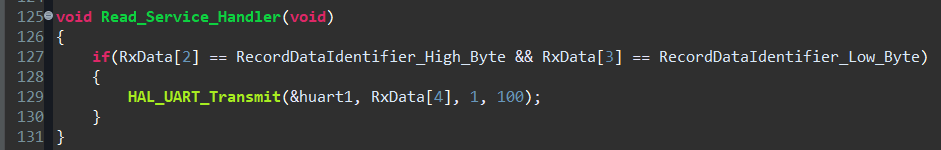 125 void Read_Service_Handler(void)
126 {
127 if(RxData[2] == RecordDataIdentifier_High_Byte && RxData[3] == RecordDataIdentifier_Low_Byte)
128 {
129 HAL_UART_Transmit(&huart1, RxData[4], 1, 100);
130 }
131 }